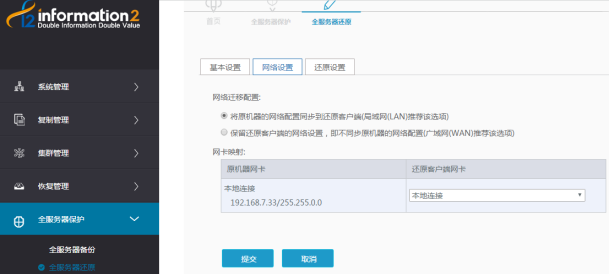 information2
Double Information Double Value
系统管理
复制管理
集群管理
恢复管理
全服务器保护
全服务器备份
全服务器还原
首页
全服务器保护
全服务器还原
基本设置
网络设置
还原设置
网络迁移配置:
将原机器的网络配置同步到还原客户端(局域网(LAN)推荐该选项)
保留还原客户端的网络设置，即不同步原机器的网络配置(广域网(WAN)推荐该选项)
网卡映射:
原机器网卡
还原客户端网卡
本地连接
192.168.7.33/255.255.0.0
本地连接
提交
取消